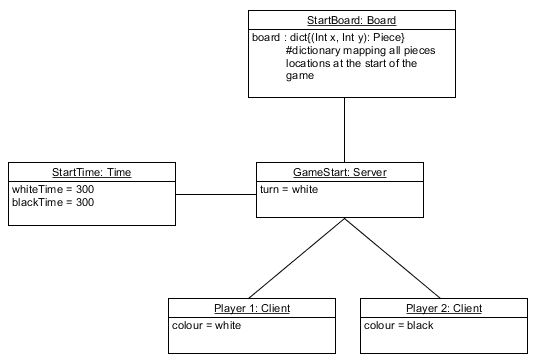 StartBoard: Board
board : dict{(Int x, Int y): Piece}
#dictionary mapping all pieces
locations at the start of the
game
StartTime: Time
whiteTime = 300
blackTime = 300
GameStart: Server
turn = white
Player 1: Client
colour = white
Player 2: Client
colour = black